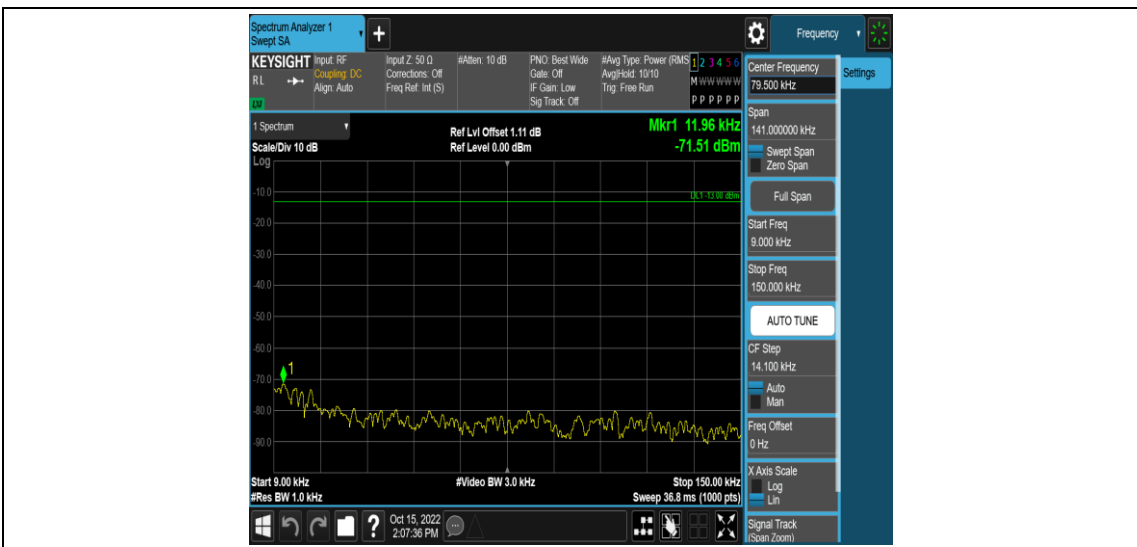 Spectrum Analyzer 1
Swept SA
Frequency
KEYSIGHT Input: RF Input Z: 50 Ω #Atten: 10 dB PNO: Best Wide #Avg Type: Power (RMS 1 2 3 4 5 6
RL Coupling: DC Corrections: Off Gate: Off Avg|Hold: 10/10 M W W W W W
Align: Auto Freq Ref: Int (S) IF Gain: Low Trig: Free Run
Sig Track: Off P P P P P P
1 Spectrum
Ref Lvl Offset 1.11 dB
Mkr1 11.96 kHz
Scale/Div 10 dB
Ref Level 0.00 dBm
-71.51 dBm
Log
DL1 -13.00 dBm
-10.0
-20.0
-30.0
-40.0
-50.0
-60.0
1
-70.0
-80.0
-90.0
Start 9.00 kHz #Video BW 3.0 kHz Stop 150.00 kHz
#Res BW 1.0 kHz Sweep 36.8 ms (1000 pts)
?
Oct 15, 2022
2:07:36 PM
Center Frequency
79.500 kHz
Settings
Span
141.000000 kHz
Swept Span
Zero Span
Full Span
Start Freq
9.000 kHz
Stop Freq
150.000 kHz
AUTO TUNE
CF Step
14.100 kHz
Auto
Man
Freq Offset
0 Hz
X Axis Scale
Log
Lin
Signal Track
(Span Zoom)